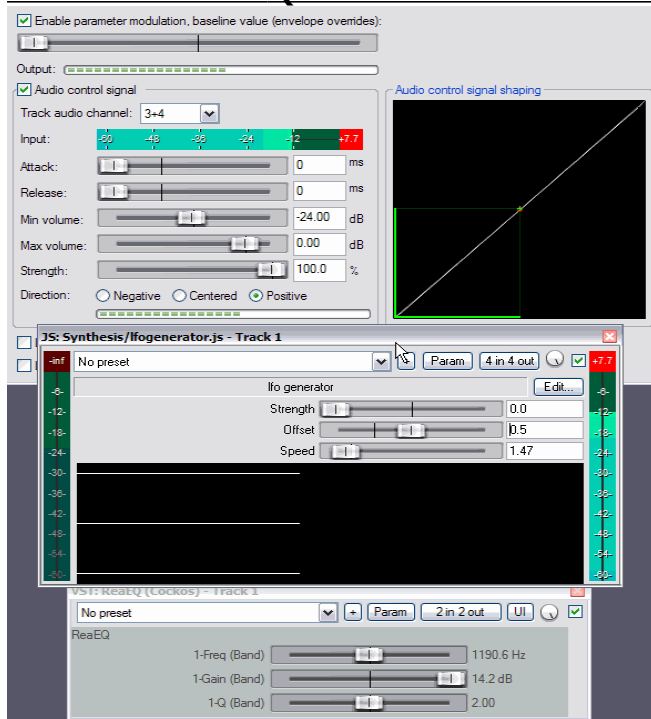 Enable parameter modulation, baseline value (envelope overrides):
Output:
Audio control signal
Audio control signal shaping
Track audio channel: 3+4
Input: -60 -48 -36 -24 -12 +7.7
Attack: 0 ms
Release: 0 ms
Min volume: -24.00 dB
Max volume: 0.00 dB
Strength: 100.0 %
Direction: Negative Centered Positive
JS: Synthesis/lfogenerator.js - Track 1
-inf No preset Param 4 in 4 out +7.7
lfo generator Edit...
Strength 0.0
Offset 0.5
Speed 1.47
-6- -6-
-12- -12-
-18- -18-
-24- -24-
-30- -30-
-36- -36-
-42- -42-
-48- -48-
-54- -54-
-60- -60-
VST: ReaEQ (Cockos) - Track 1
No preset + Param 2 in 2 out UI
ReaEQ
1-Freq (Band) 1190.6 Hz
1-Gain (Band) 14.2 dB
1-Q (Band) 2.00